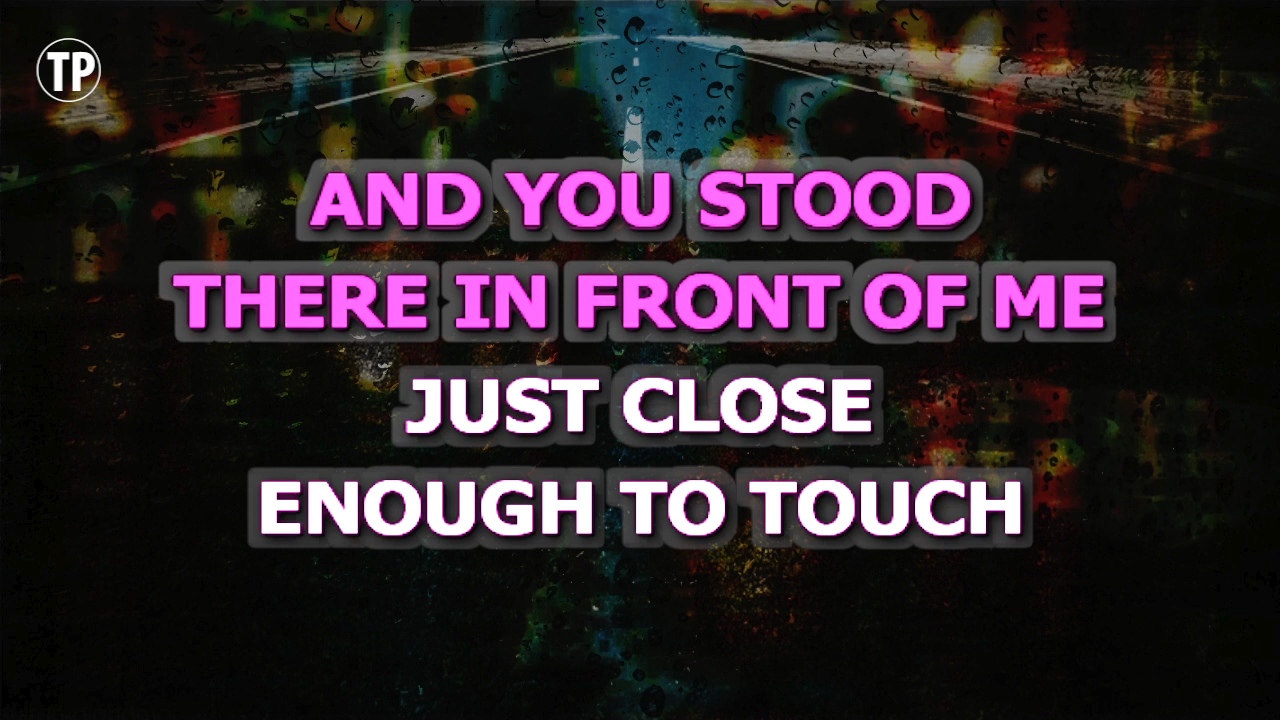 TP
AND YOU STOOD
THERE IN FRONT OF ME
JUST CLOSE
ENOUGH TO TOUCH